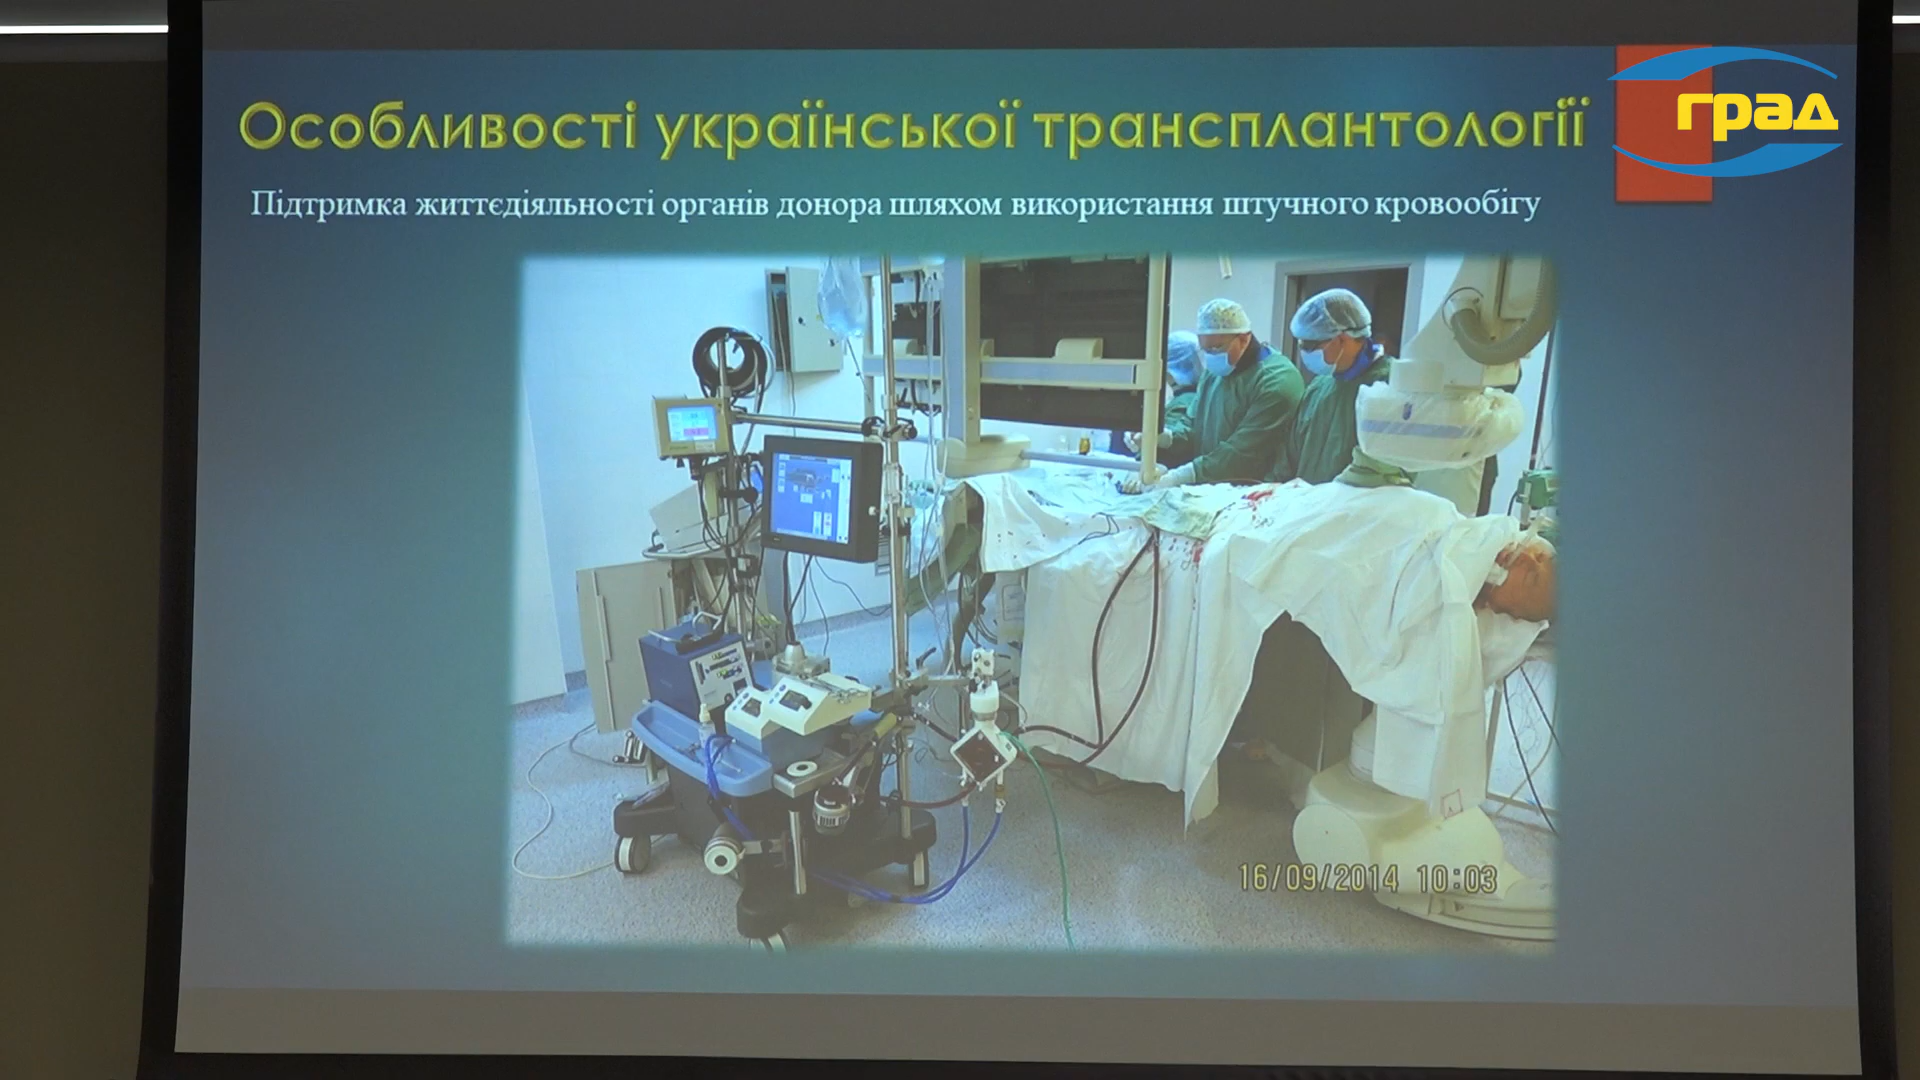 град
Особливості української трансплантології
Підтримка життєдіяльності органів донора шляхом використання штучного кровообігу
16/09/2014 10:03